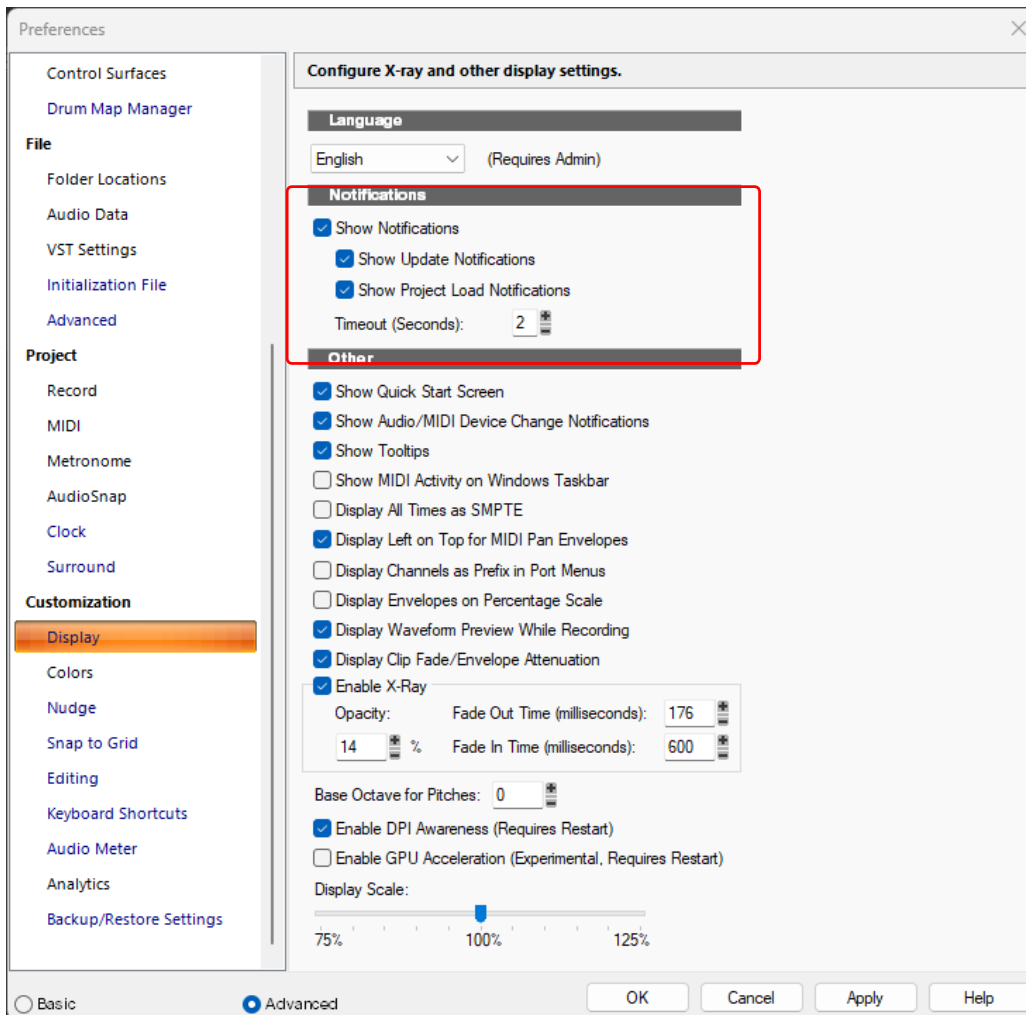 Preferences
Control Surfaces
Drum Map Manager
File
Folder Locations
Audio Data
VST Settings
Initialization File
Advanced
Project
Record
MIDI
Metronome
AudioSnap
Clock
Surround
Customization
Display
Colors
Nudge
Snap to Grid
Editing
Keyboard Shortcuts
Audio Meter
Analytics
Backup/Restore Settings
Basic Advanced
Configure X-ray and other display settings.
Language
English (Requires Admin)
Notifications
Show Notifications
Show Update Notifications
Show Project Load Notifications
Timeout (Seconds): 2
Other
Show Quick Start Screen
Show Audio/MIDI Device Change Notifications
Show Tooltips
Show MIDI Activity on Windows Taskbar
Display All Times as SMPTE
Display Left on Top for MIDI Pan Envelopes
Display Channels as Prefix in Port Menus
Display Envelopes on Percentage Scale
Display Waveform Preview While Recording
Display Clip Fade/Envelope Attenuation
Enable X-Ray
Opacity: Fade Out Time (milliseconds): 176
14 % Fade In Time (milliseconds): 600
Base Octave for Pitches: 0
Enable DPI Awareness (Requires Restart)
Enable GPU Acceleration (Experimental, Requires Restart)
Display Scale:
75% 100% 125%
OK Cancel Apply Help